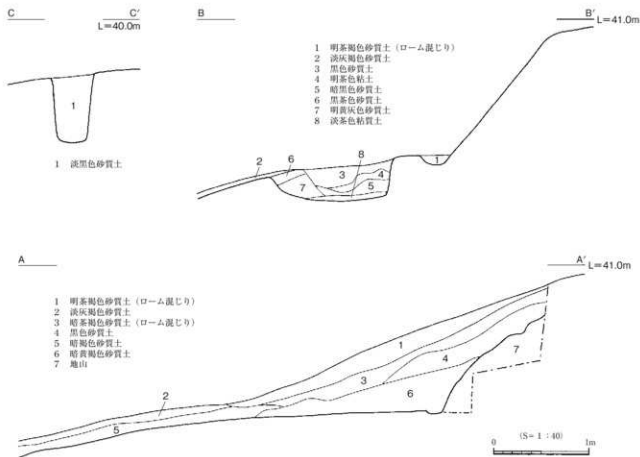 C C′
L=40.0m
1
1 淡黒色砂質土
B B′
L=41.0m
1 明茶褐色砂質土（ローム混じり）
2 淡灰褐色砂質土
3 黒色砂質土
4 明茶色粘土
5 暗黒色砂質土
6 黒茶色砂質土
7 明黄灰色砂質土
8 淡茶色粘質土
2 6 8 1
3 4
7 5
A A′
L=41.0m
1 明茶褐色砂質土（ローム混じり）
2 淡灰褐色砂質土
3 暗茶褐色砂質土（ローム混じり）
4 黒色砂質土
5 暗褐色砂質土
6 暗黄褐色砂質土
7 地山
1
7
4
3
2 6
5
（S=1：40）
0 1m